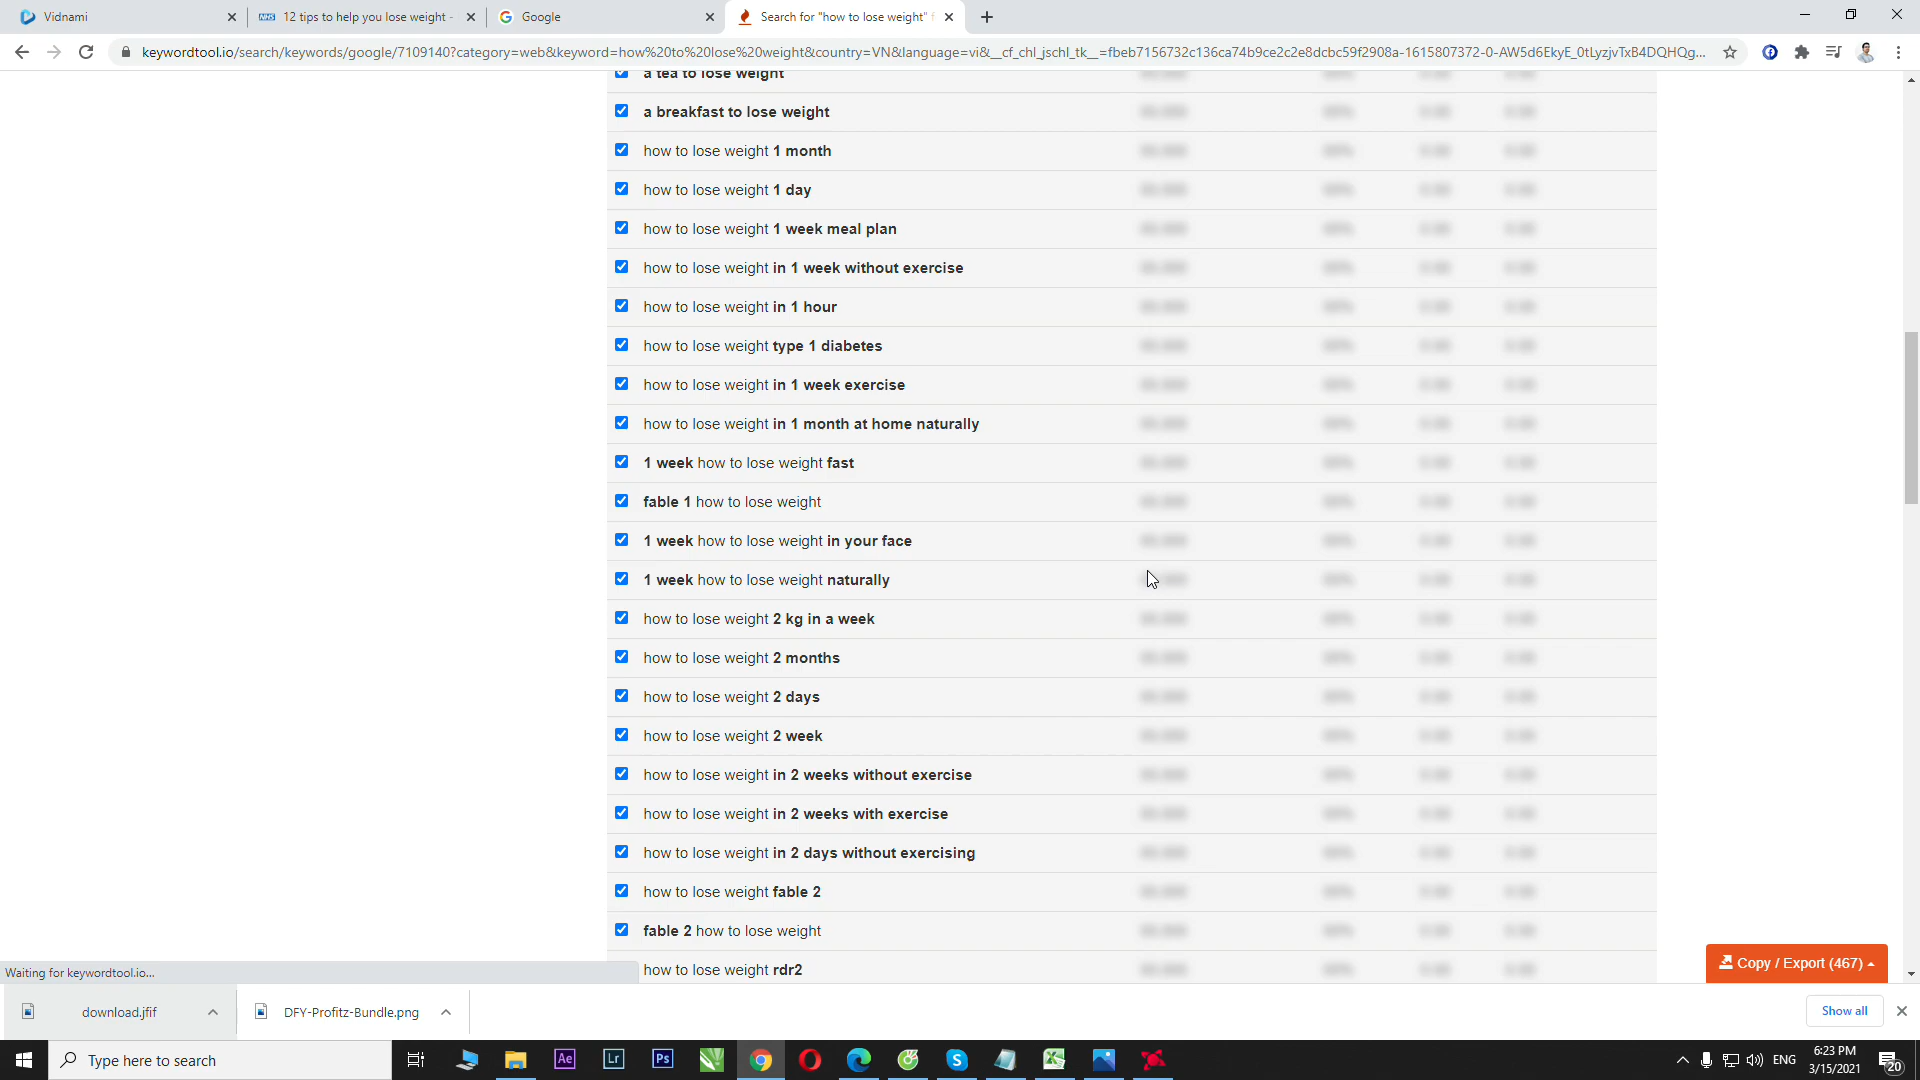 Vidnami
12 tips to help you lose weight -
Google
Search for "how to lose weight" f
keywordtool.io/search/keywords/google/7109140?category=web&keyword=how%20to%20lose%20weight&country=VN&language=vi&__cf_chl_jschl_tk__=fbeb7156732c136ca74b9ce2c2e8dcbc59f2908a-1615807372-0-AW5d6EkyE_0tLyzjvTxB4DQHQg...
a tea to lose weight
a breakfast to lose weight
how to lose weight 1 month
how to lose weight 1 day
how to lose weight 1 week meal plan
how to lose weight in 1 week without exercise
how to lose weight in 1 hour
how to lose weight type 1 diabetes
how to lose weight in 1 week exercise
how to lose weight in 1 month at home naturally
1 week how to lose weight fast
fable 1 how to lose weight
1 week how to lose weight in your face
1 week how to lose weight naturally
how to lose weight 2 kg in a week
how to lose weight 2 months
how to lose weight 2 days
how to lose weight 2 week
how to lose weight in 2 weeks without exercise
how to lose weight in 2 weeks with exercise
how to lose weight in 2 days without exercising
how to lose weight fable 2
fable 2 how to lose weight
how to lose weight rdr2
Copy / Export (467)
Waiting for keywordtool.io...
download.jfif
DFY-Profitz-Bundle.png
Show all
Type here to search
Ae
Lr
Ps
ENG
6:23 PM
3/15/2021
20